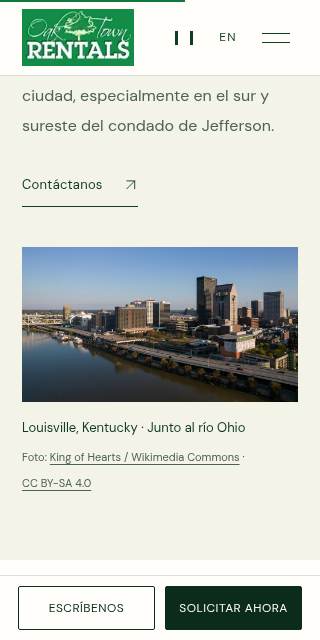 Oak Town
RENTALS
EN
ciudad, especialmente en el sur y
sureste del condado de Jefferson.
Contáctanos
Louisville, Kentucky · Junto al río Ohio
Foto: King of Hearts / Wikimedia Commons ·
CC BY-SA 4.0
ESCRÍBENOS
SOLICITAR AHORA